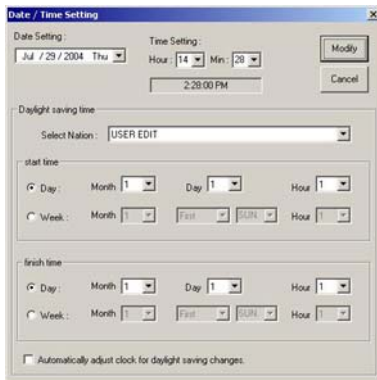 Date / Time Setting
Date Setting :
Jul / 29 / 2004 Thu
Time Setting :
Hour : 14 Min : 28
2:28:00 PM
Modify
Cancel
Daylight saving time
Select Nation : USER EDIT
start time
Day : Month 1 Day 1 Hour 1
Week : Month 1 First SUN. Hour 1
finish time
Day : Month 1 Day 1 Hour 1
Week : Month 1 First SUN. Hour 1
Automatically adjust clock for daylight saving changes.